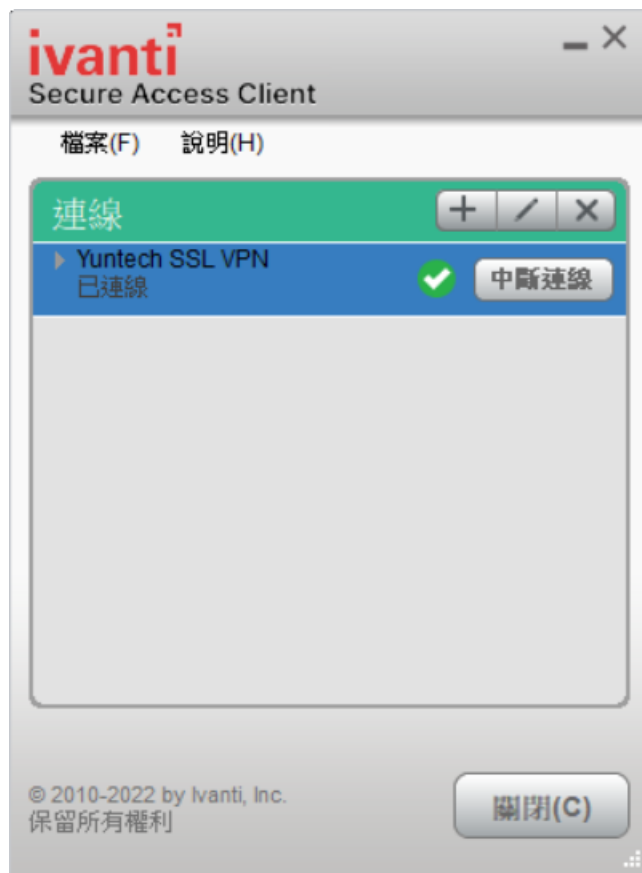 ivanti
Secure Access Client
檔案(F) 說明(H)
連線
Yuntech SSL VPN
已連線
中斷連線
© 2010-2022 by Ivanti, Inc.
保留所有權利
關閉(C)